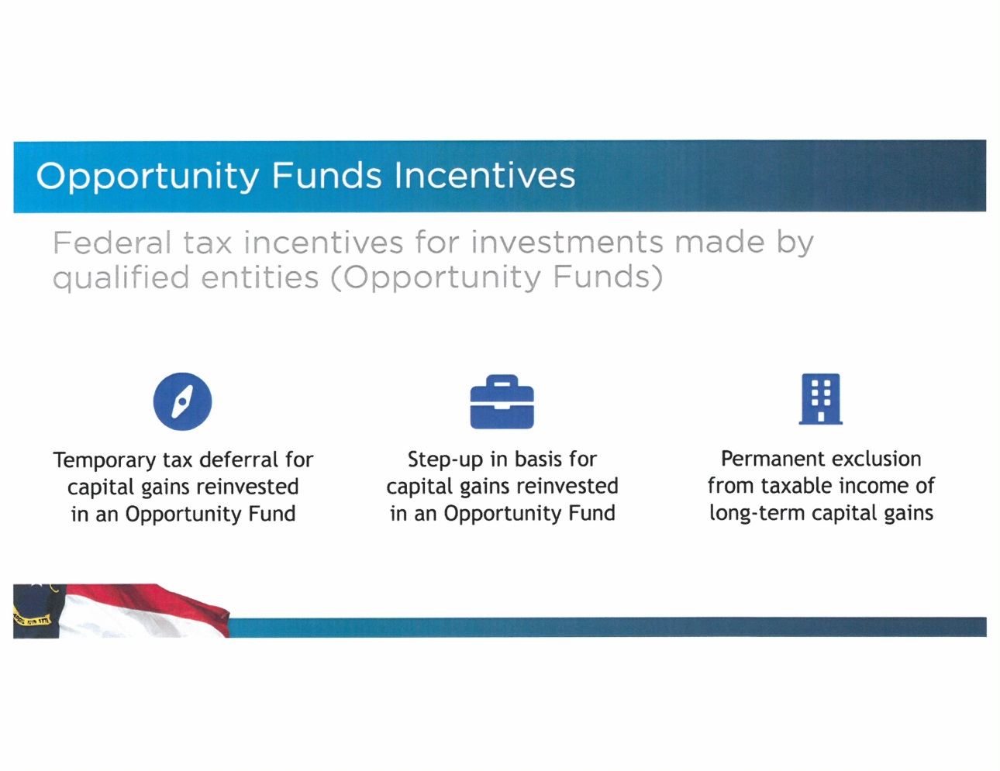 Opportunity Funds Incentives
Federal tax incentives for investments made by
qualified entities (Opportunity Funds)
Temporary tax deferral for
capital gains reinvested
in an Opportunity Fund
Step-up in basis for
capital gains reinvested
in an Opportunity Fund
Permanent exclusion
from taxable income of
long-term capital gains